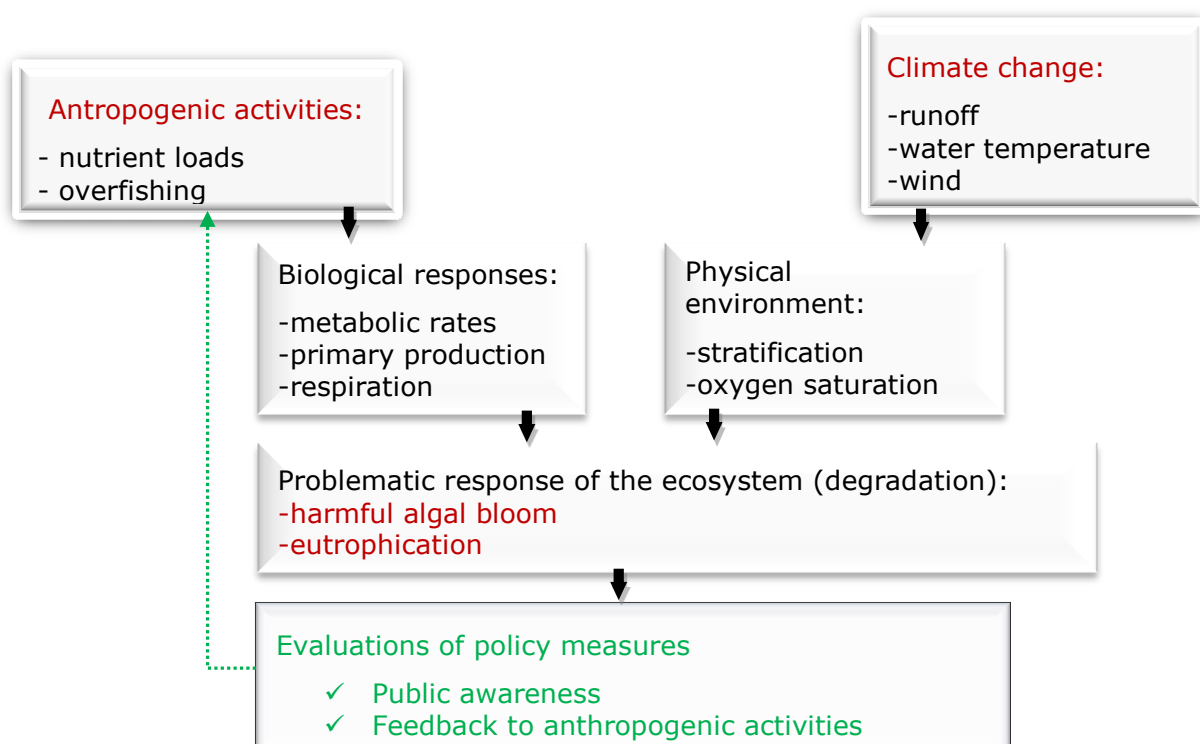 Antropogenic activities:
- nutrient loads
- overfishing
Climate change:
-runoff
-water temperature
-wind
Biological responses:
-metabolic rates
-primary production
-respiration
Physical
environment:
-stratification
-oxygen saturation
Problematic response of the ecosystem (degradation):
-harmful algal bloom
-eutrophication
Evaluations of policy measures
✓ Public awareness
✓ Feedback to anthropogenic activities